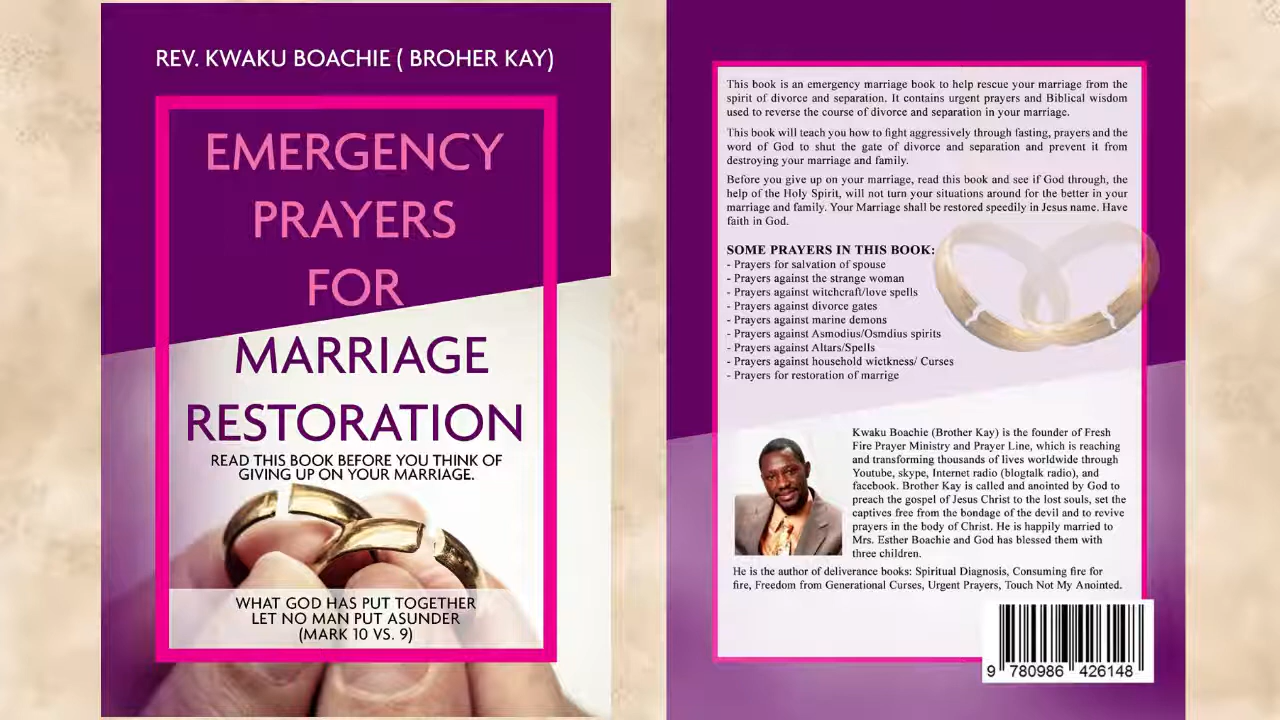 REV. KWAKU BOACHIE ( BROHER KAY)
EMERGENCY
PRAYERS
FOR
MARRIAGE
RESTORATION
READ THIS BOOK BEFORE YOU THINK OF
GIVING UP ON YOUR MARRIAGE.
WHAT GOD HAS PUT TOGETHER
LET NO MAN PUT ASUNDER
(MARK 10 VS. 9)
This book is an emergency marriage book to help rescue your marriage from the
spirit of divorce and separation. It contains urgent prayers and Biblical wisdom
used to reverse the course of divorce and separation in your marriage.
This book will teach you how to fight aggressively through fasting, prayers and the
word of God to shut the gate of divorce and separation and prevent it from
destroying your marriage and family.
Before you give up on your marriage, read this book and see if God through, the
help of the Holy Spirit, will not turn your situations around for the better in your
marriage and family. Your Marriage shall be restored speedily in Jesus name. Have
faith in God.
SOME PRAYERS IN THIS BOOK:
- Prayers for salvation of spouse
- Prayers against the strange woman
- Prayers against witchcraft/love spells
- Prayers against divorce gates
- Prayers against marine demons
- Prayers against Asmodius/Osmdius spirits
- Prayers against Altars/Spells
- Prayers against household wictkness/ Curses
- Prayers for restoration of marrige
Kwaku Boachie (Brother Kay) is the founder of Fresh
Fire Prayer Ministry and Prayer Line, which is reaching
and transforming thousands of lives worldwide through
Youtube, skype, Internet radio (blogtalk radio), and
facebook. Brother Kay is called and anointed by God to
preach the gospel of Jesus Christ to the lost souls, set the
captives free from the bondage of the devil and to revive
prayers in the body of Christ. He is happily married to
Mrs. Esther Boachie and God has blessed them with
three children.
He is the author of deliverance books: Spiritual Diagnosis, Consuming fire for
fire, Freedom from Generational Curses, Urgent Prayers, Touch Not My Anointed.
9 780986 426148